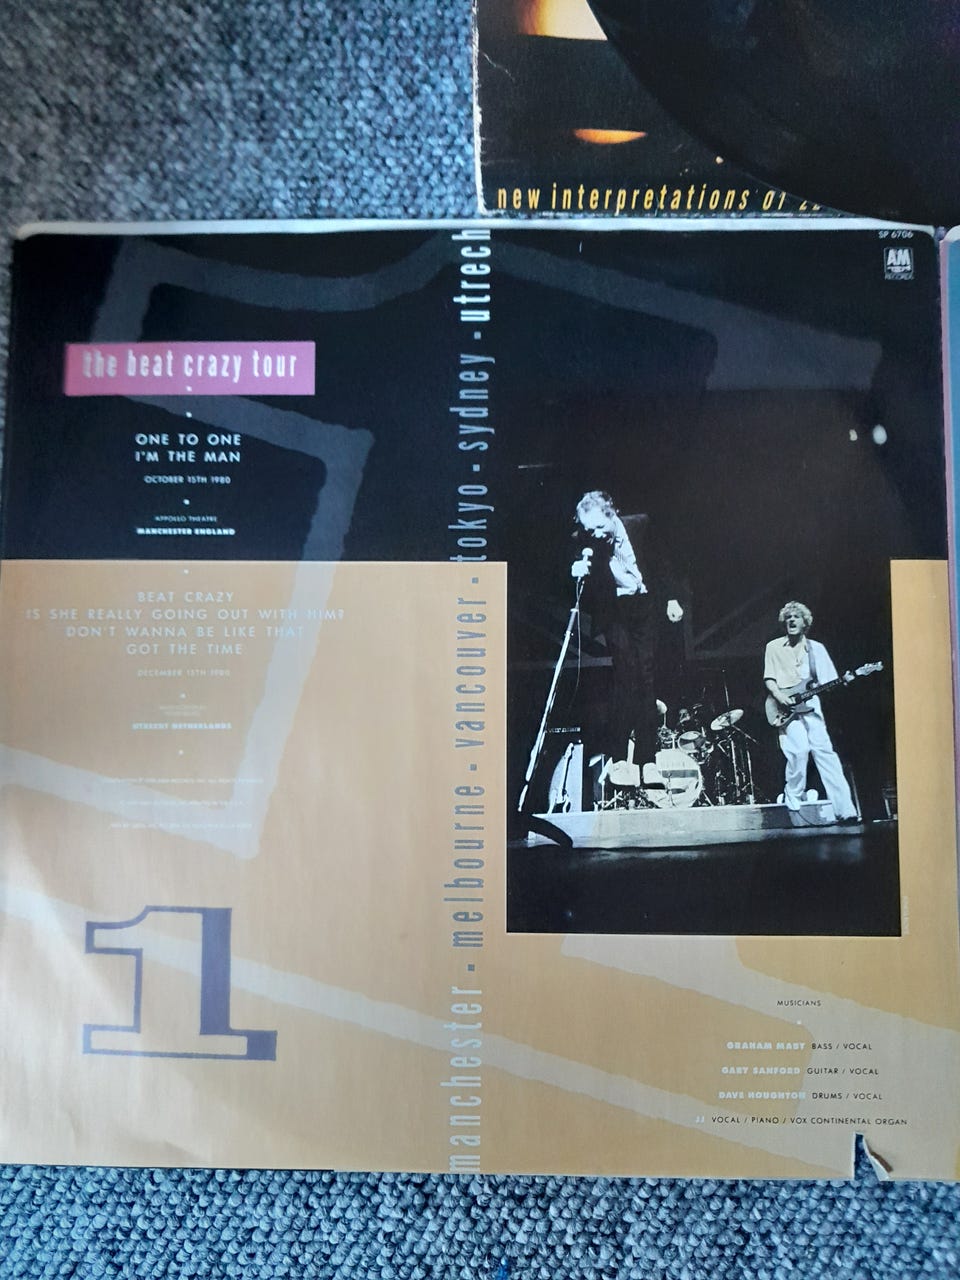 new interpretations of
SP 6706
AM
RECORDS
the beat crazy tour
ONE TO ONE
I'M THE MAN
OCTOBER 15TH 1980
APPOLLO THEATRE
MANCHESTER ENGLAND
BEAT CRAZY
IS SHE REALLY GOING OUT WITH HIM?
DON'T WANNA BE LIKE THAT
GOT THE TIME
DECEMBER 15TH 1980
UTRECHT NETHERLANDS
manchester - melbourne - vancouver - tokyo - sydney - utrech
1
MUSICIANS
GRAHAM MABY BASS / VOCAL
GARY SANFORD GUITAR / VOCAL
DAVE HOUGHTON DRUMS / VOCAL
JJ VOCAL / PIANO / VOX CONTINENTAL ORGAN